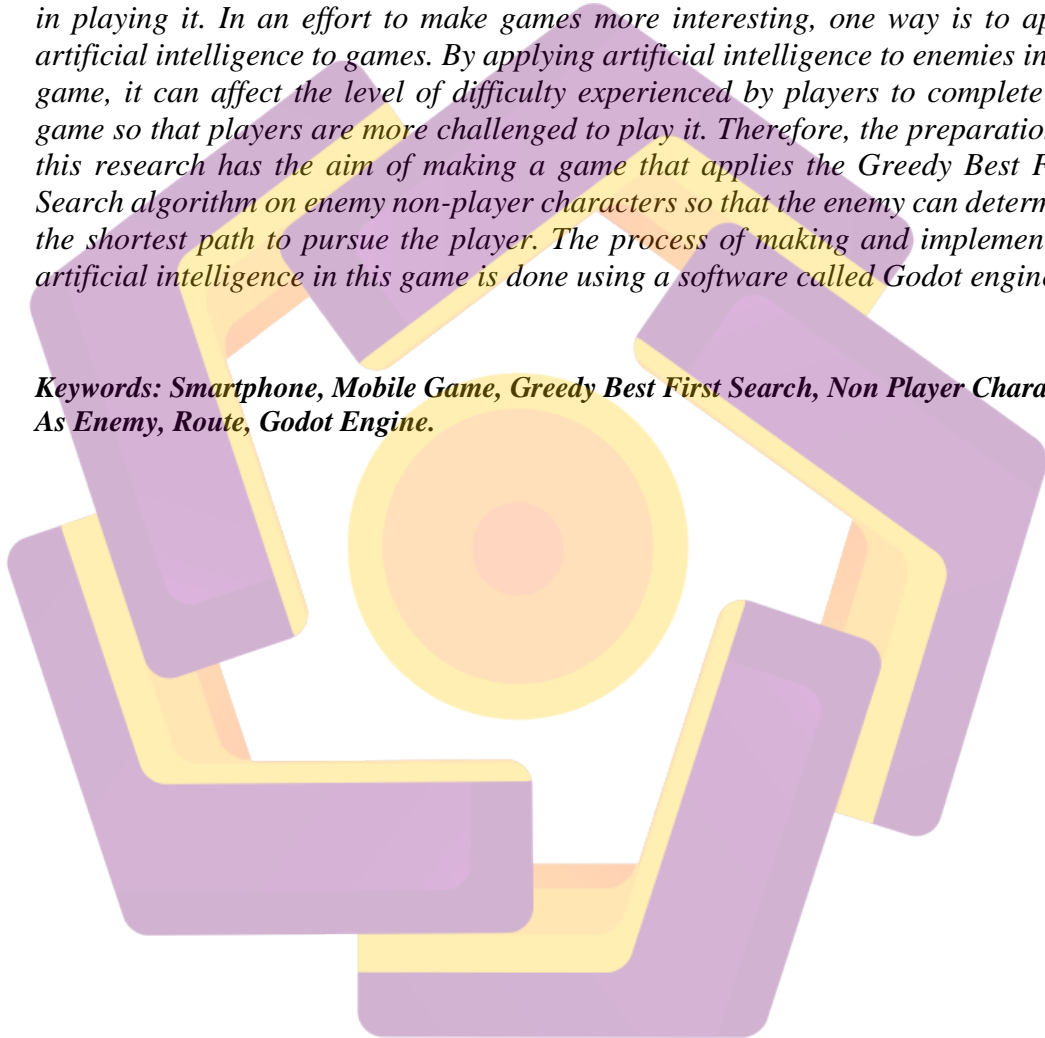 in playing it. In an effort to make games more interesting, one way is to ap
artificial intelligence to games. By applying artificial intelligence to enemies in
game, it can affect the level of difficulty experienced by players to complete
game so that players are more challenged to play it. Therefore, the preparation
this research has the aim of making a game that applies the Greedy Best F
Search algorithm on enemy non-player characters so that the enemy can determ
the shortest path to pursue the player. The process of making and implemen
artificial intelligence in this game is done using a software called Godot engine
Keywords: Smartphone, Mobile Game, Greedy Best First Search, Non Player Chara
As Enemy, Route, Godot Engine.